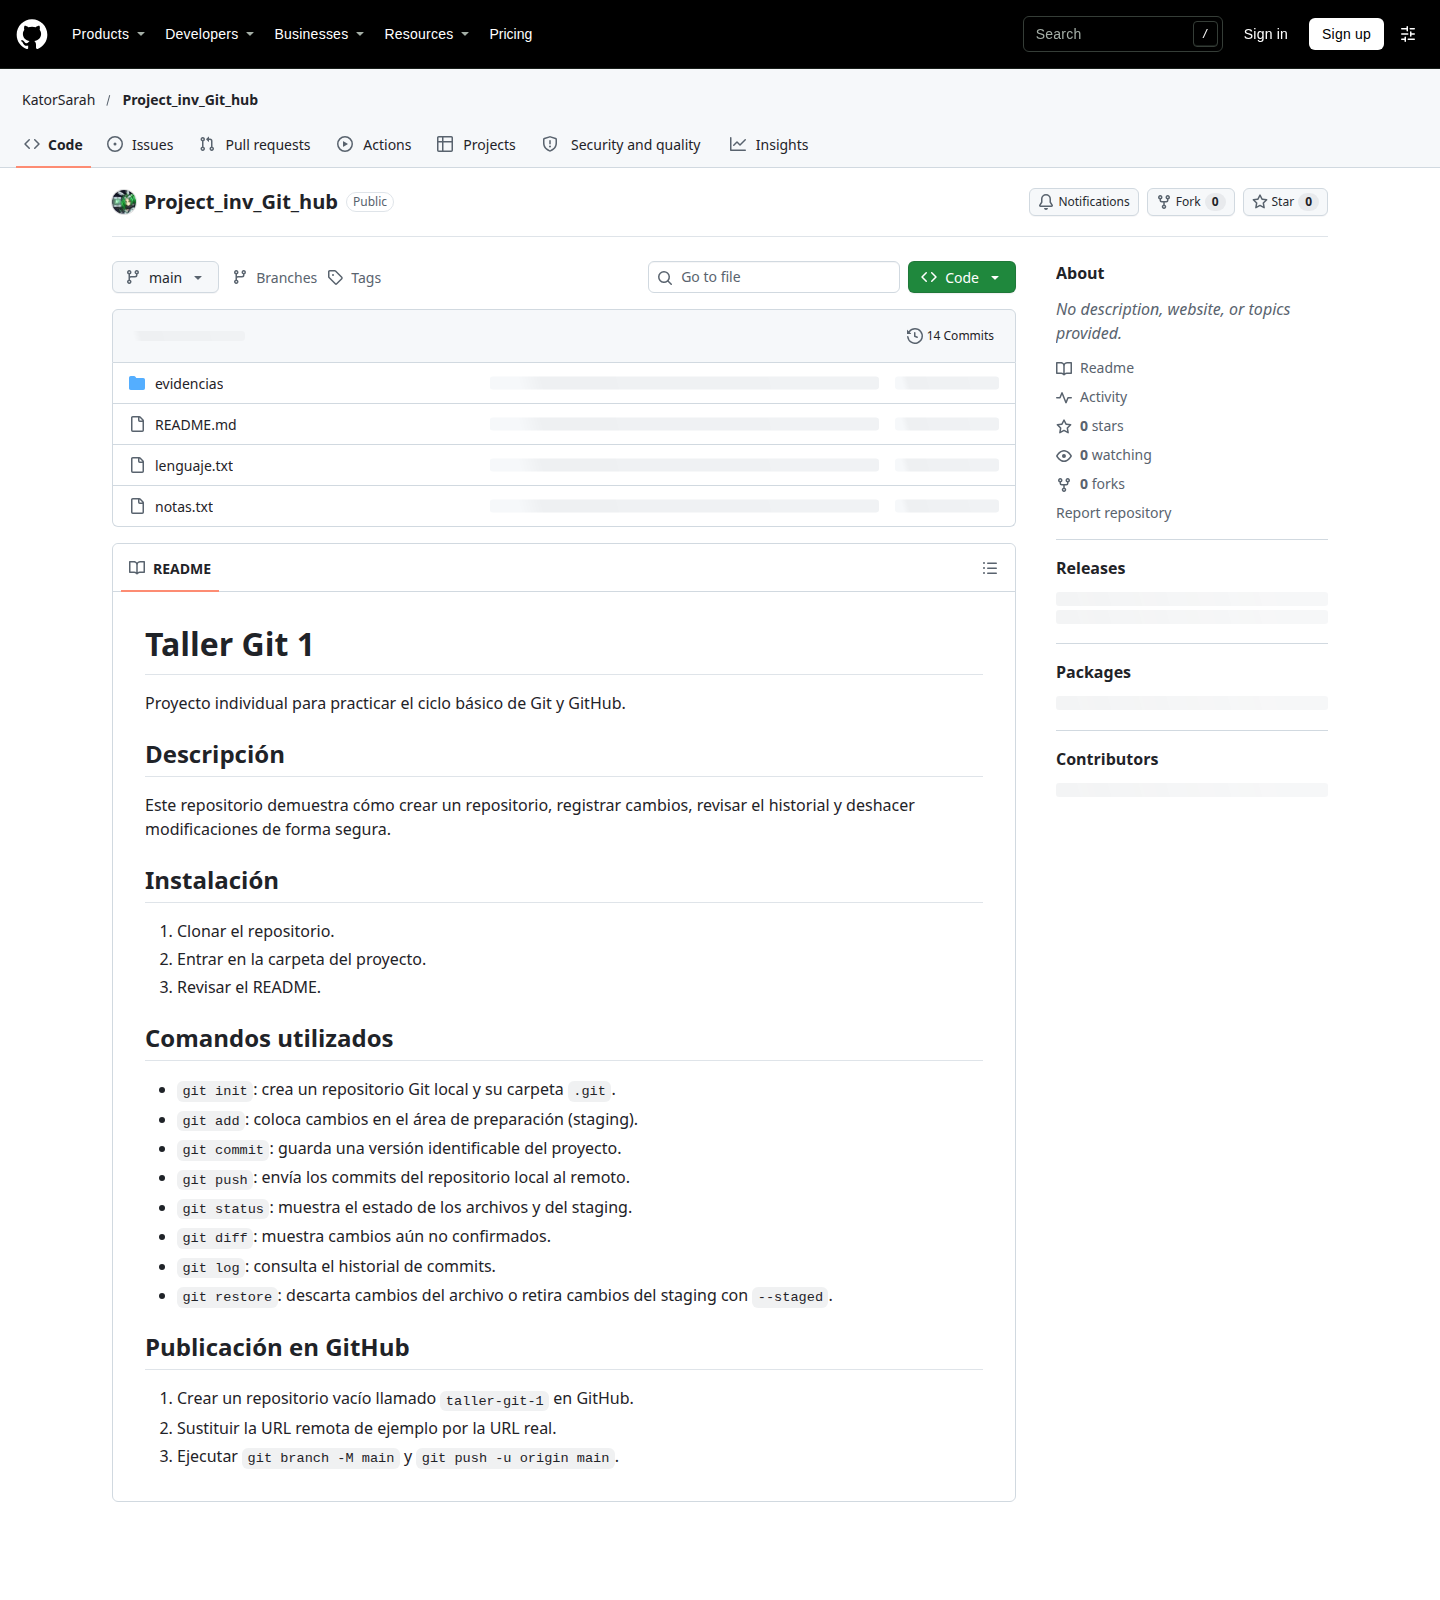 Products Developers Businesses Resources Pricing Search / Sign in Sign up
KatorSarah / Project_inv_Git_hub
Code Issues Pull requests Actions Projects Security and quality Insights
Project_inv_Git_hub Public Notifications Fork 0 Star 0
main Branches Tags Go to file Code
14 Commits
evidencias
README.md
lenguaje.txt
notas.txt
README
Taller Git 1
Proyecto individual para practicar el ciclo básico de Git y GitHub.
Descripción
Este repositorio demuestra cómo crear un repositorio, registrar cambios, revisar el historial y deshacer
modificaciones de forma segura.
Instalación
1. Clonar el repositorio.
2. Entrar en la carpeta del proyecto.
3. Revisar el README.
Comandos utilizados
• git init: crea un repositorio Git local y su carpeta .git.
• git add: coloca cambios en el área de preparación (staging).
• git commit: guarda una versión identificable del proyecto.
• git push: envía los commits del repositorio local al remoto.
• git status: muestra el estado de los archivos y del staging.
• git diff: muestra cambios aún no confirmados.
• git log: consulta el historial de commits.
• git restore: descarta cambios del archivo o retira cambios del staging con --staged.
Publicación en GitHub
1. Crear un repositorio vacío llamado taller-git-1 en GitHub.
2. Sustituir la URL remota de ejemplo por la URL real.
3. Ejecutar git branch -M main y git push -u origin main.
About
No description, website, or topics
provided.
Readme
Activity
0 stars
0 watching
0 forks
Report repository
Releases
Packages
Contributors